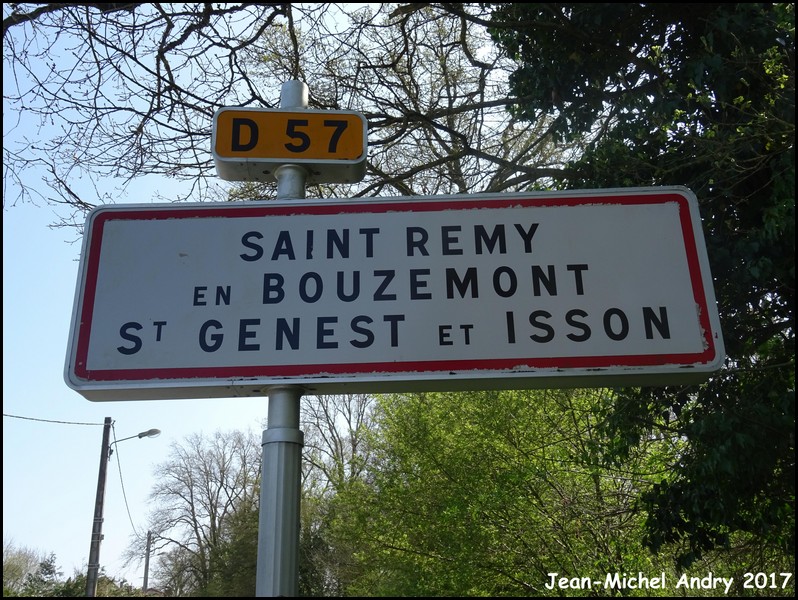 D 57
SAINT REMY
EN BOUZEMONT
ST GENEST ET ISSON
Jean-Michel Andry 2017